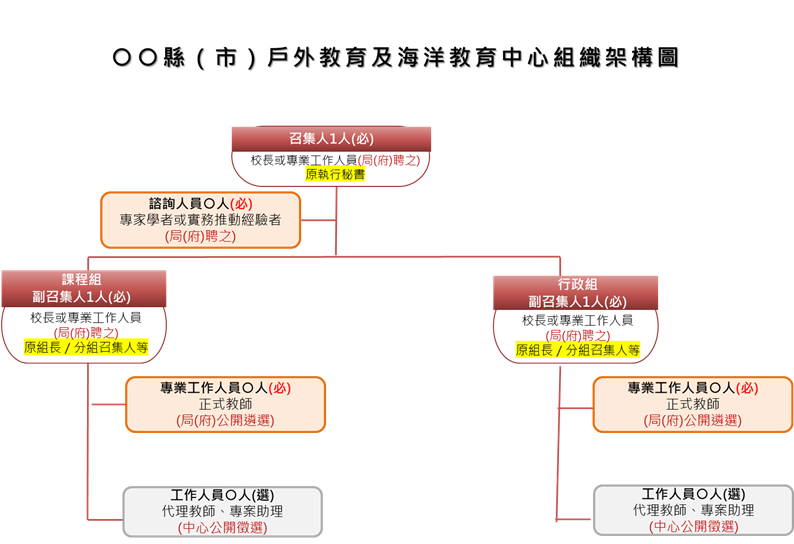 〇〇縣（市）戶外教育及海洋教育中心組織架構圖
召集人1人(必)
校長或專業工作人員(局(府)聘之)
原執行秘書
諮詢人員〇人(必)
專家學者或實務推動經驗者
(局(府)聘之)
課程組
副召集人1人(必)
校長或專業工作人員
(局(府)聘之)
原組長/分組召集人等
行政組
副召集人1人(必)
校長或專業工作人員
(局(府)聘之)
原組長/分組召集人等
專業工作人員〇人(必)
正式教師
(局(府)公開遴選)
專業工作人員〇人(必)
正式教師
(局(府)公開遴選)
工作人員〇人(選)
代理教師、專案助理
(中心公開徵選)
工作人員〇人(選)
代理教師、專案助理
(中心公開徵選)